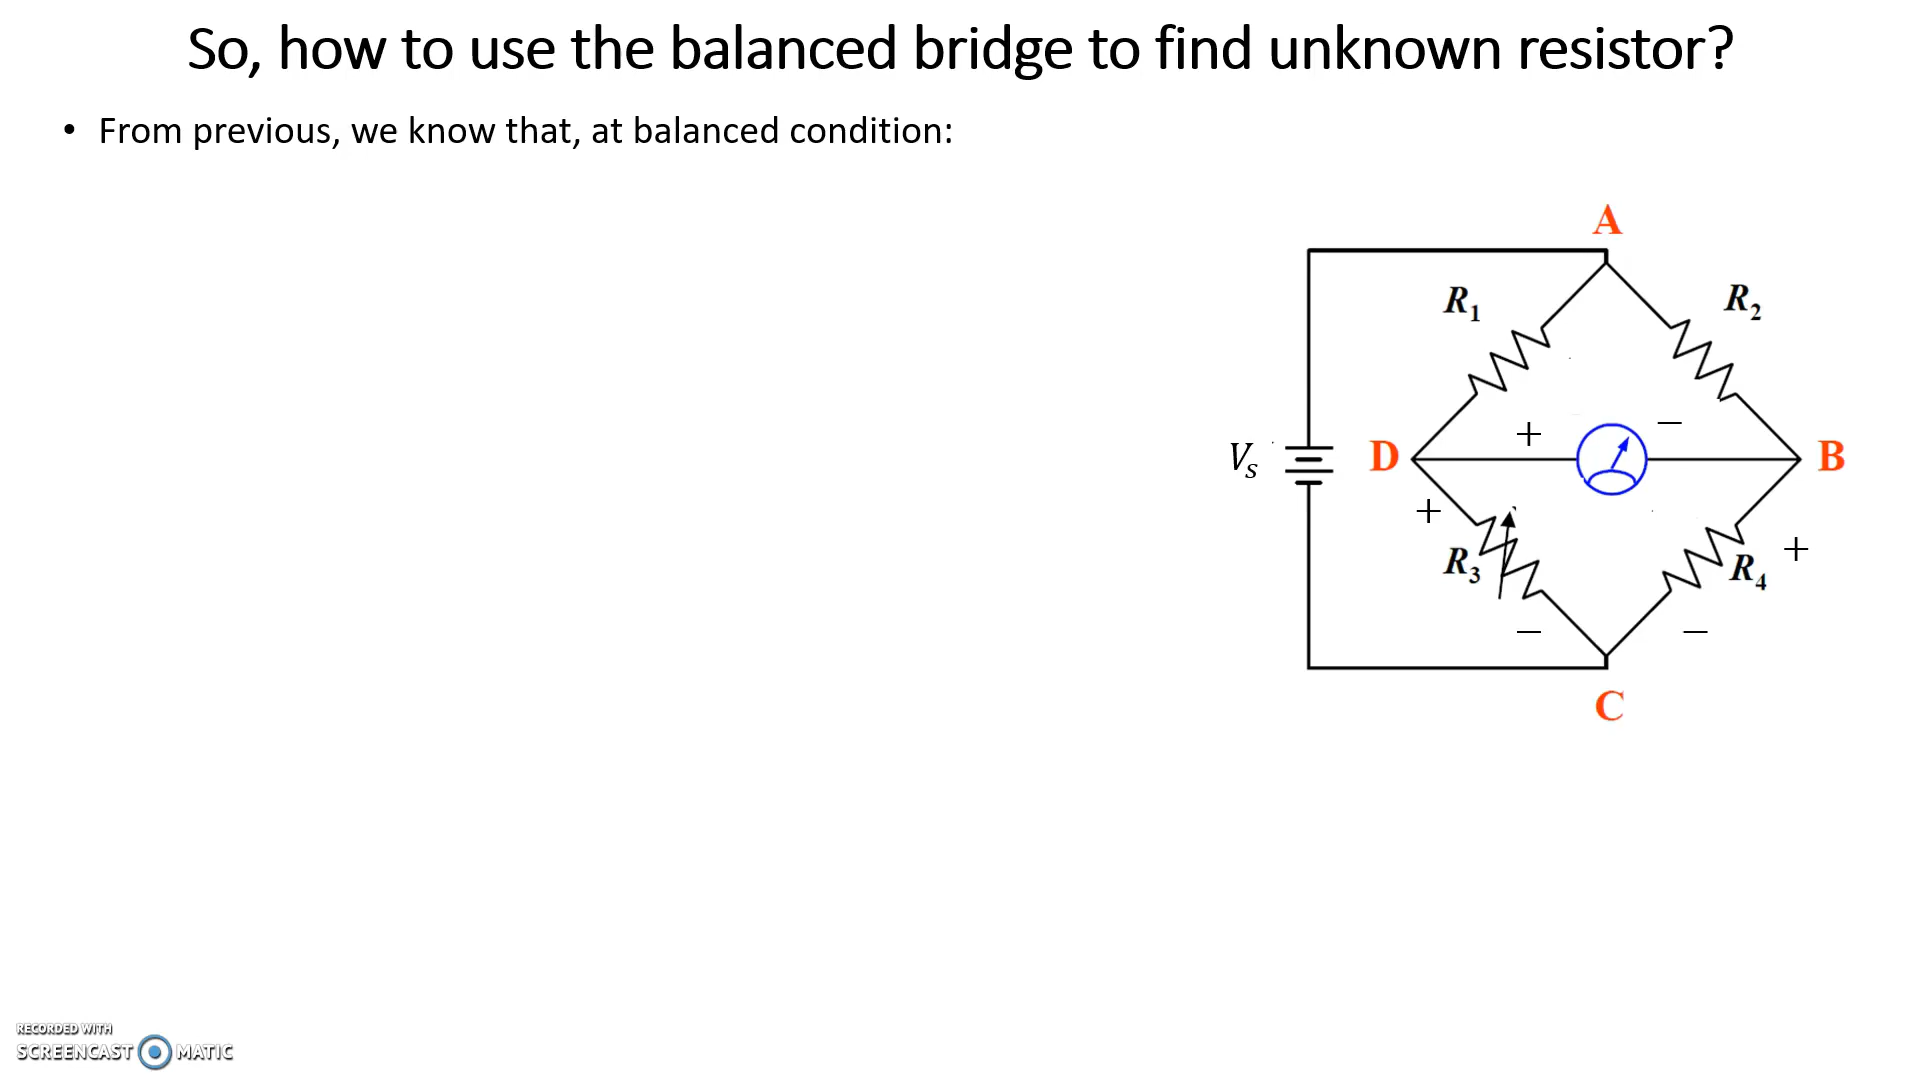 So, how to use the balanced bridge to find unknown resistor?
• From previous, we know that, at balanced condition:
A
R₁
R₂
+
−
Vₛ
D
B
+
R₃
R₄
+
−
−
C
RECORDED WITH
SCREENCAST MATIC